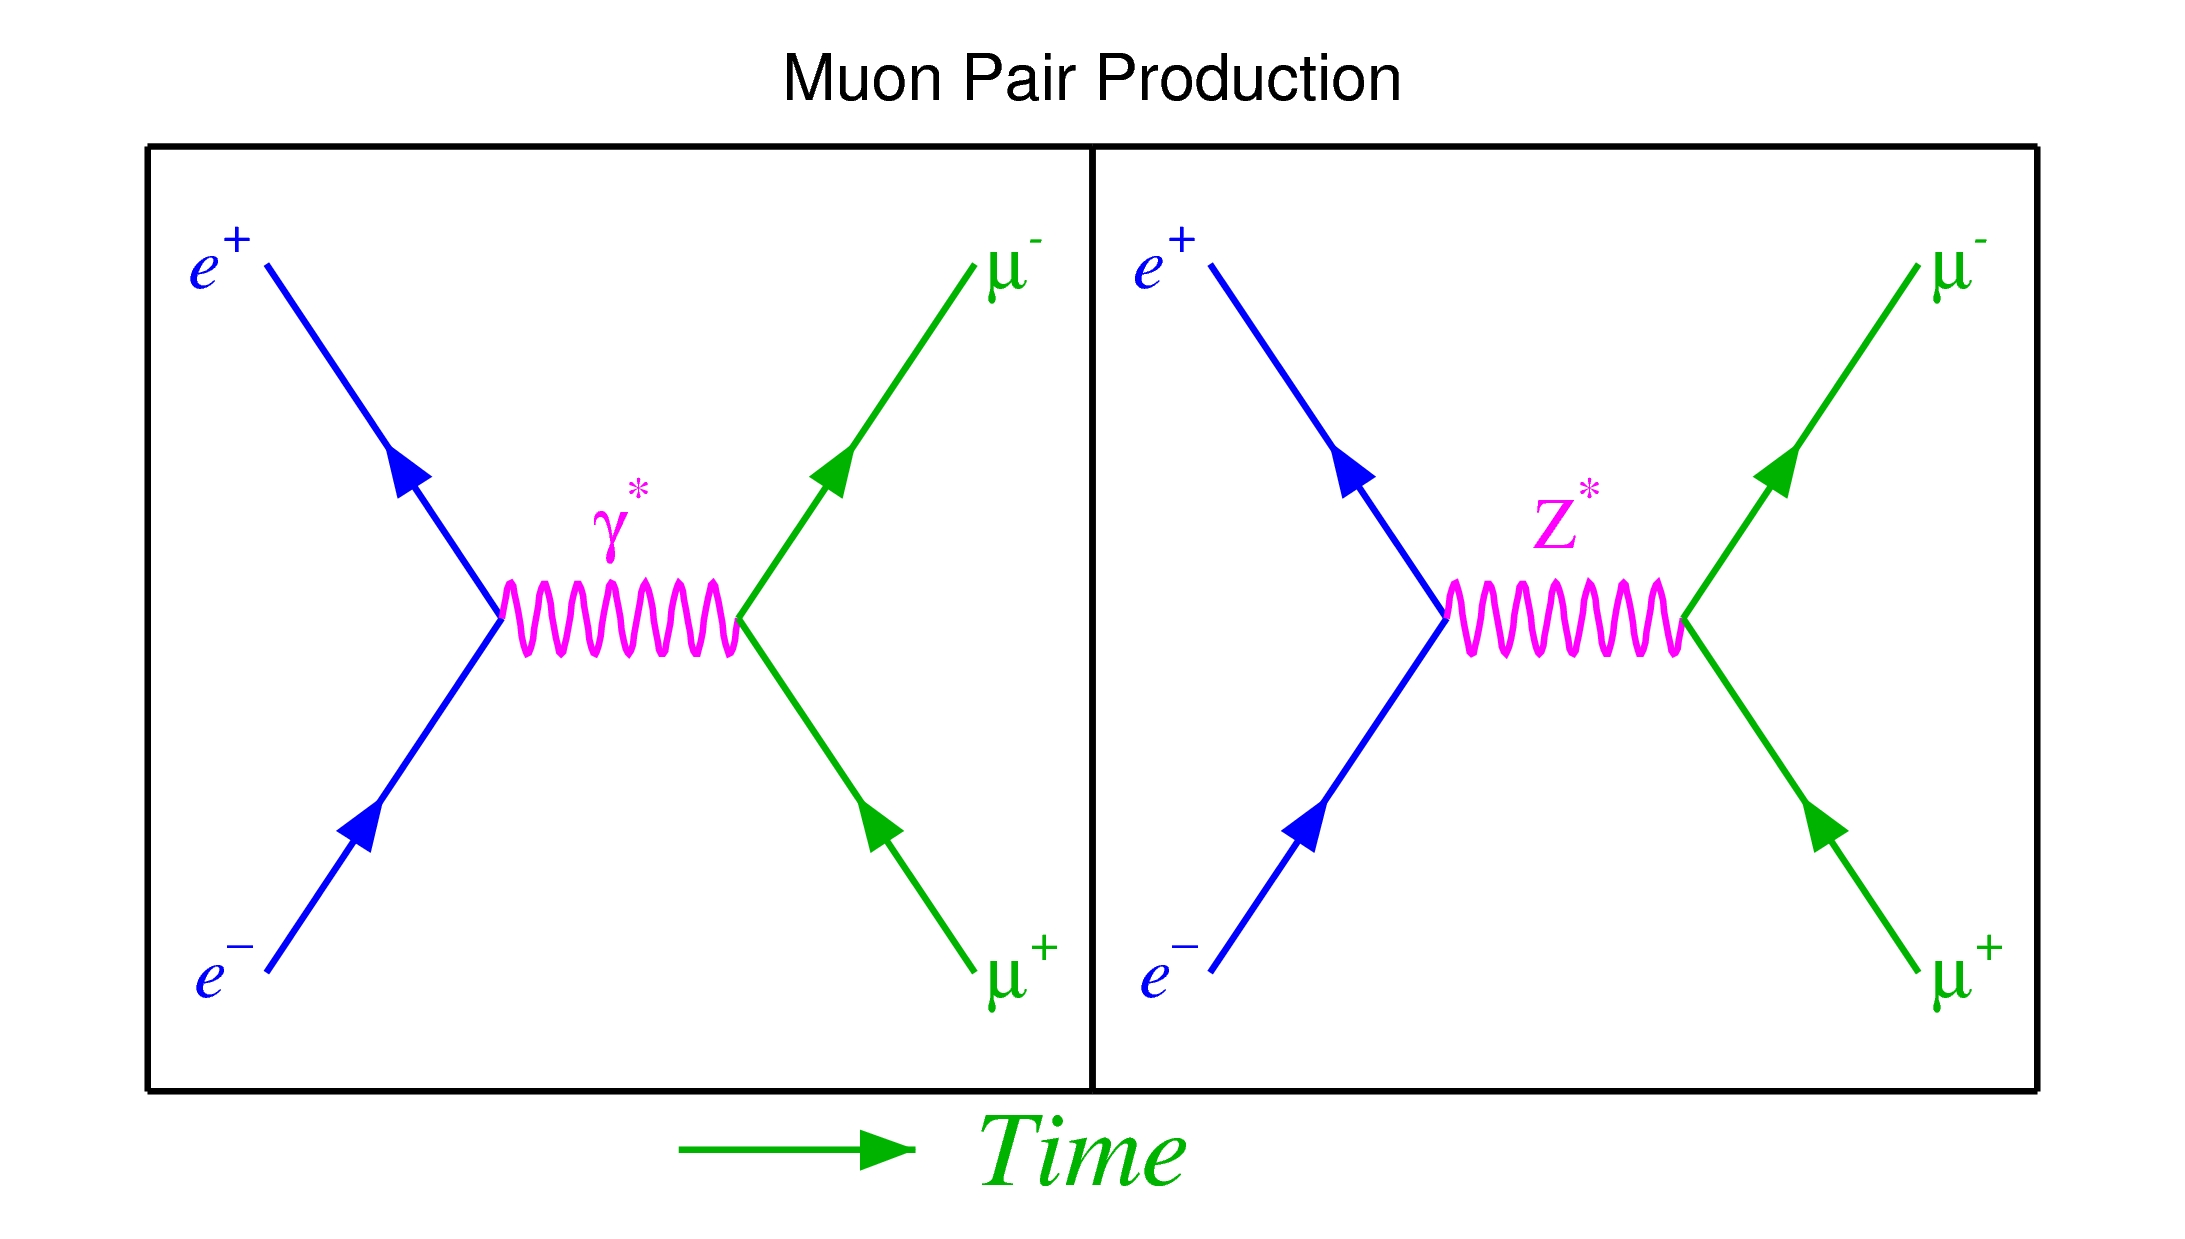 Muon Pair Production
e⁺ μ⁻ e⁺ μ⁻
γ* Z*
e⁻ μ⁺ e⁻ μ⁺
Time